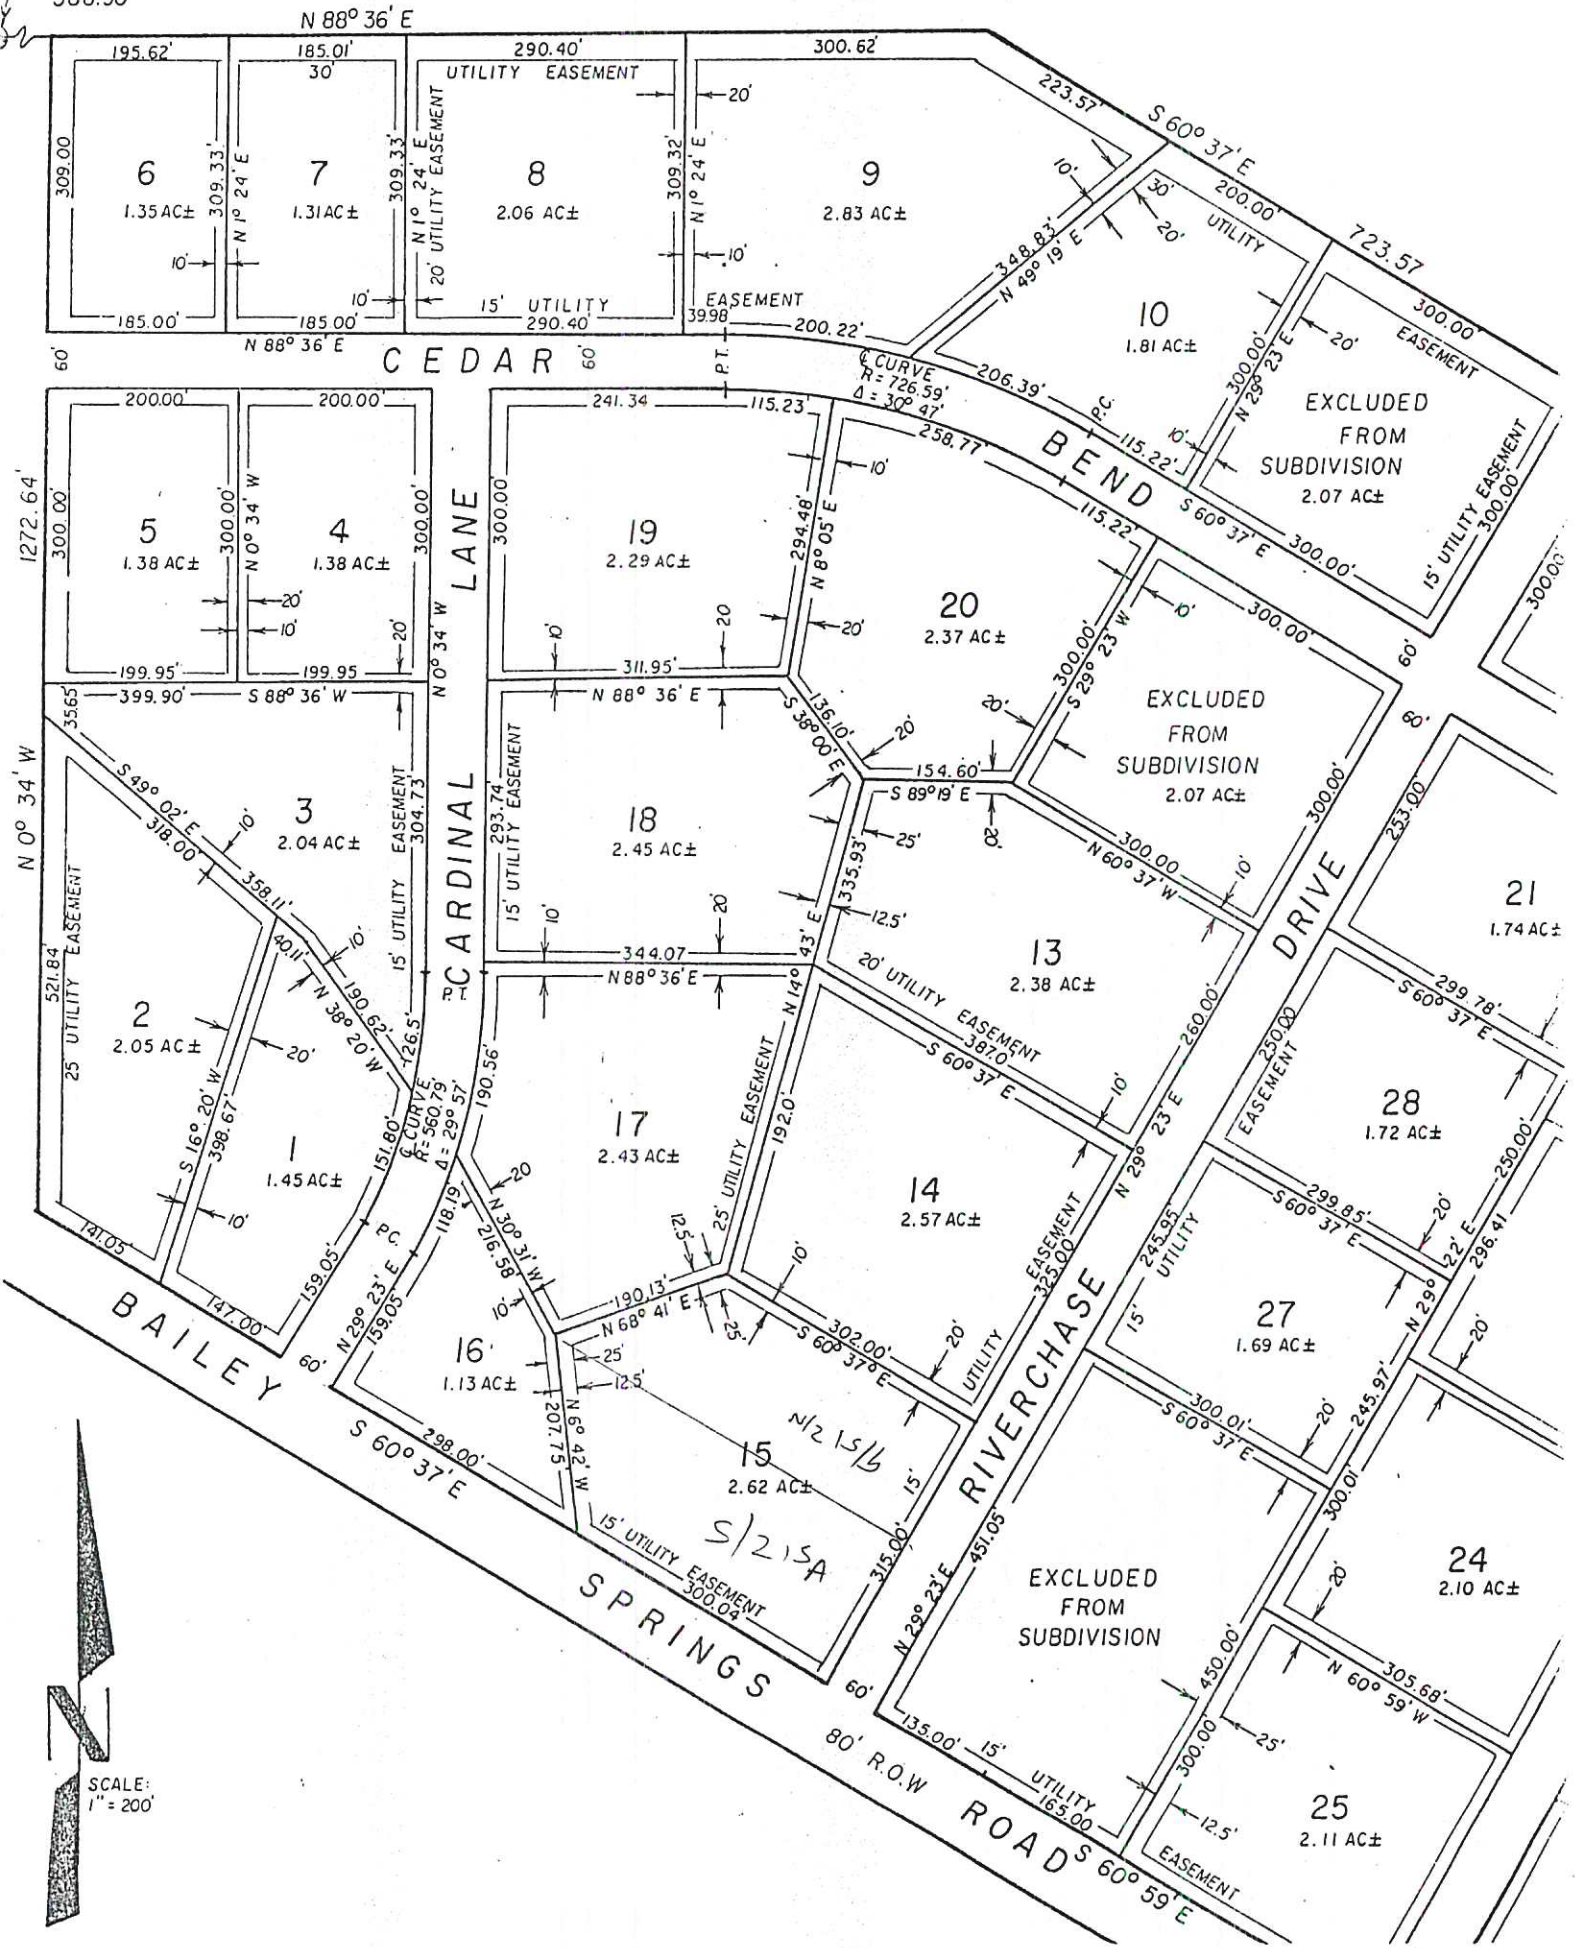 N 88° 36' E
195.62'
185.01'
30'
290.40'
UTILITY EASEMENT
300.62'
20'
223.57'
S 60° 37' E
309.00
6
1.35 AC±
309.33'
N 1° 24' E
10'
185.00'
7
1.31 AC±
309.33'
N 1° 24' E
20' UTILITY EASEMENT
10'
185.00'
8
2.06 AC±
309.32'
N 1° 24' E
10'
15' UTILITY
EASEMENT
290.40'
39.98
9
2.83 AC±
10'
348.83'
N 49° 19' E
200.22'
30'
20'
200.00'
UTILITY
723.57
10
1.81 AC±
300.00'
N 29° 23' E
20'
10'
206.39'
P.C.
115.22'
300.00'
EASEMENT
EXCLUDED
FROM
SUBDIVISION
2.07 AC±
15' UTILITY EASEMENT
300.00'
300.00'
S 60° 37' E
300.00
N 88° 36' E
60'
CEDAR
60'
P.T.
℄ CURVE
R = 726.59'
Δ = 30° 47'
BEND
1272.64'
N 0° 34' W
200.00'
300.00'
5
1.38 AC±
300.00'
N 0° 34' W
20'
10'
199.95'
200.00'
4
1.38 AC±
300.00'
20'
199.95
399.90'
S 88° 36' W
N 0° 34' W
LANE
241.34
115.23'
300.00'
19
2.29 AC±
294.48'
N 8° 05' E
10'
20'
10'
20
311.95'
N 88° 36' E
258.77'
115.22'
20
2.37 AC±
10'
300.00'
S 29° 23' W
20'
136.10'
S 38° 00' E
20'
154.60'
S 89° 19' E
20'
300.00'
EXCLUDED
FROM
SUBDIVISION
2.07 AC±
300.00'
300.00
N 60° 37' W
10'
60'
60'
35.65
S 49° 02' E
318.00'
10'
3
2.04 AC±
358.11'
15' UTILITY EASEMENT
304.73'
10'
40.11'
190.62'
N 38° 20' W
126.5'
CARDINAL
P.T.
293.74
15' UTILITY EASEMENT
18
2.45 AC±
10'
20'
344.07
N 88° 36' E
335.93'
25'
12.5'
N 14° 43' E
13
2.38 AC±
20' UTILITY EASEMENT
387.0'
S 60° 37' E
260.00'
10'
DRIVE
253.00'
21
1.74 AC±
299.78'
S 60° 37' E
521.84'
25' UTILITY EASEMENT
2
2.05 AC±
S 16° 20' W
398.67'
20'
10'
141.05'
1
1.45 AC±
151.80'
159.05'
147.00'
℄ CURVE
R = 560.79'
Δ = 29° 57'
190.56'
118.19'
P.C.
N 29° 23' E
159.05'
60'
17
2.43 AC±
20
N 30° 31' W
216.58'
10'
12.5'
25' UTILITY EASEMENT
192.0'
190.13'
N 68° 41' E
25'
14
2.57 AC±
10'
302.00'
S 60° 37' E
20'
UTILITY EASEMENT
325.00'
N 29° 23' E
250.00
EASEMENT
28
1.72 AC±
250.00'
299.85'
S 60° 37' E
20'
245.95
UTILITY
15'
27
1.69 AC±
N 29° 22' E
296.41
20'
300.01'
S 60° 37' E
20'
245.97'
RIVERCHASE
16
1.13 AC±
25'
12.5'
N 6° 42' W
207.75'
298.00'
S 60° 37' E
15
2.62 AC±
N/2 15/b
S/2 15A
15'
315.00'
15' UTILITY EASEMENT
300.04'
N 29° 23' E
451.05'
EXCLUDED
FROM
SUBDIVISION
450.00'
300.01'
24
2.10 AC±
20'
305.68'
N 60° 59' W
BAILEY
SPRINGS
ROAD
60'
80' R.O.W
135.00'
15'
UTILITY
165.00
300.00'
25'
12.5'
25
2.11 AC±
EASEMENT
S 60° 59' E
N
SCALE:
1" = 200'